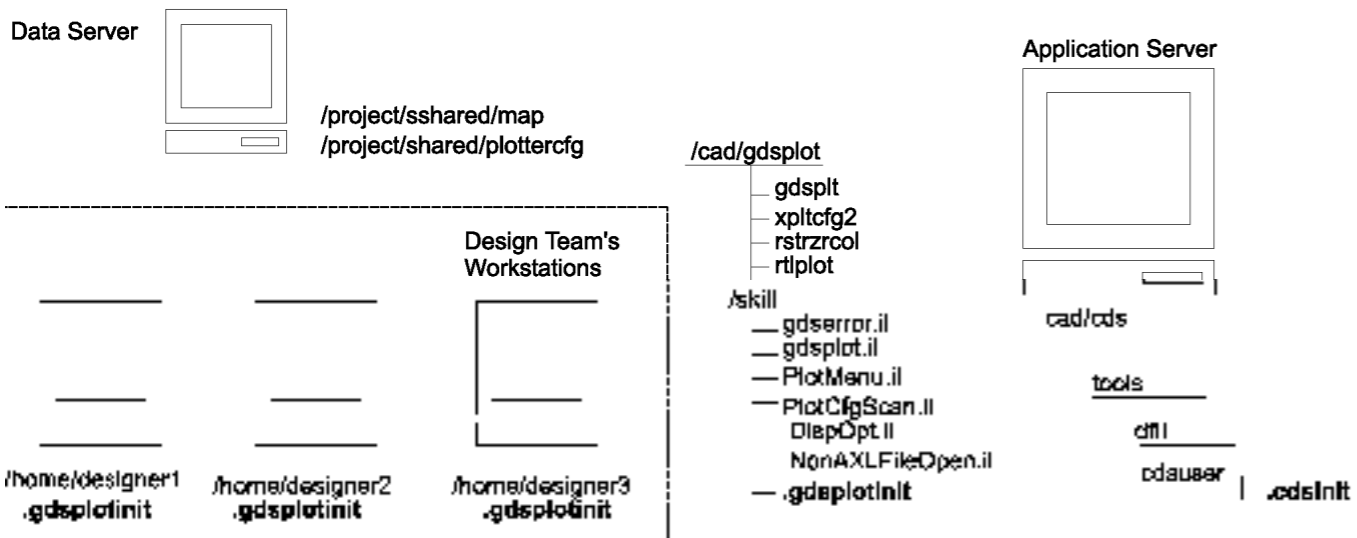 Data Server
/project/sshared/map
/project/shared/plottercfg
Design Team's
Workstations
/home/designer1
.gdsplotinit
/home/designer2
.gdsplotinit
/home/designer3
.gdsplotinit
/cad/gdsplot
gdsplt
xpltcfg2
rstrzrcol
rtlplot
/skill
gdserror.il
gdsplot.il
PlotMenu.il
PlotCfgScan.il
DispOpt.il
NonAXLFileOpen.il
.gdsplotinit
Application Server
cad/cds
tools
dfII
cdauser
.cdsinit